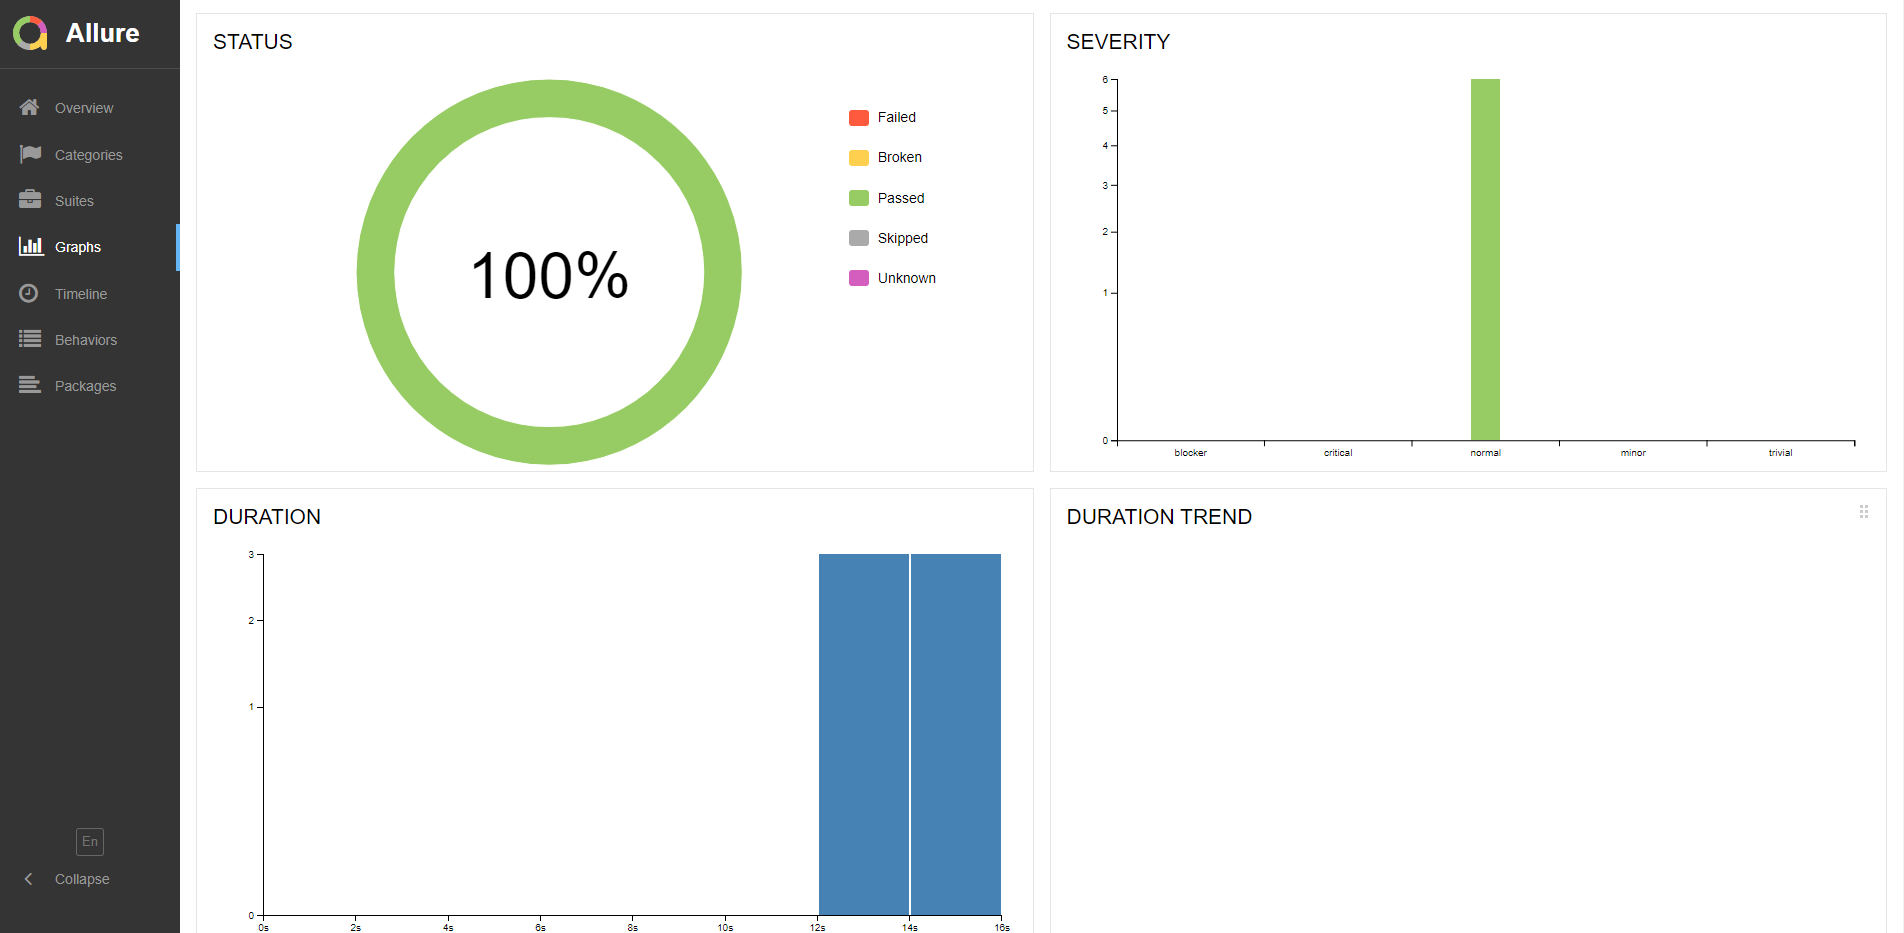 Allure
Overview
Categories
Suites
Graphs
Timeline
Behaviors
Packages
En
Collapse
STATUS
100%
Failed
Broken
Passed
Skipped
Unknown
SEVERITY
6
5
4
3
2
1
0
blocker critical normal minor trivial
DURATION
3
2
1
0
0s 2s 4s 6s 8s 10s 12s 14s 16s
DURATION TREND